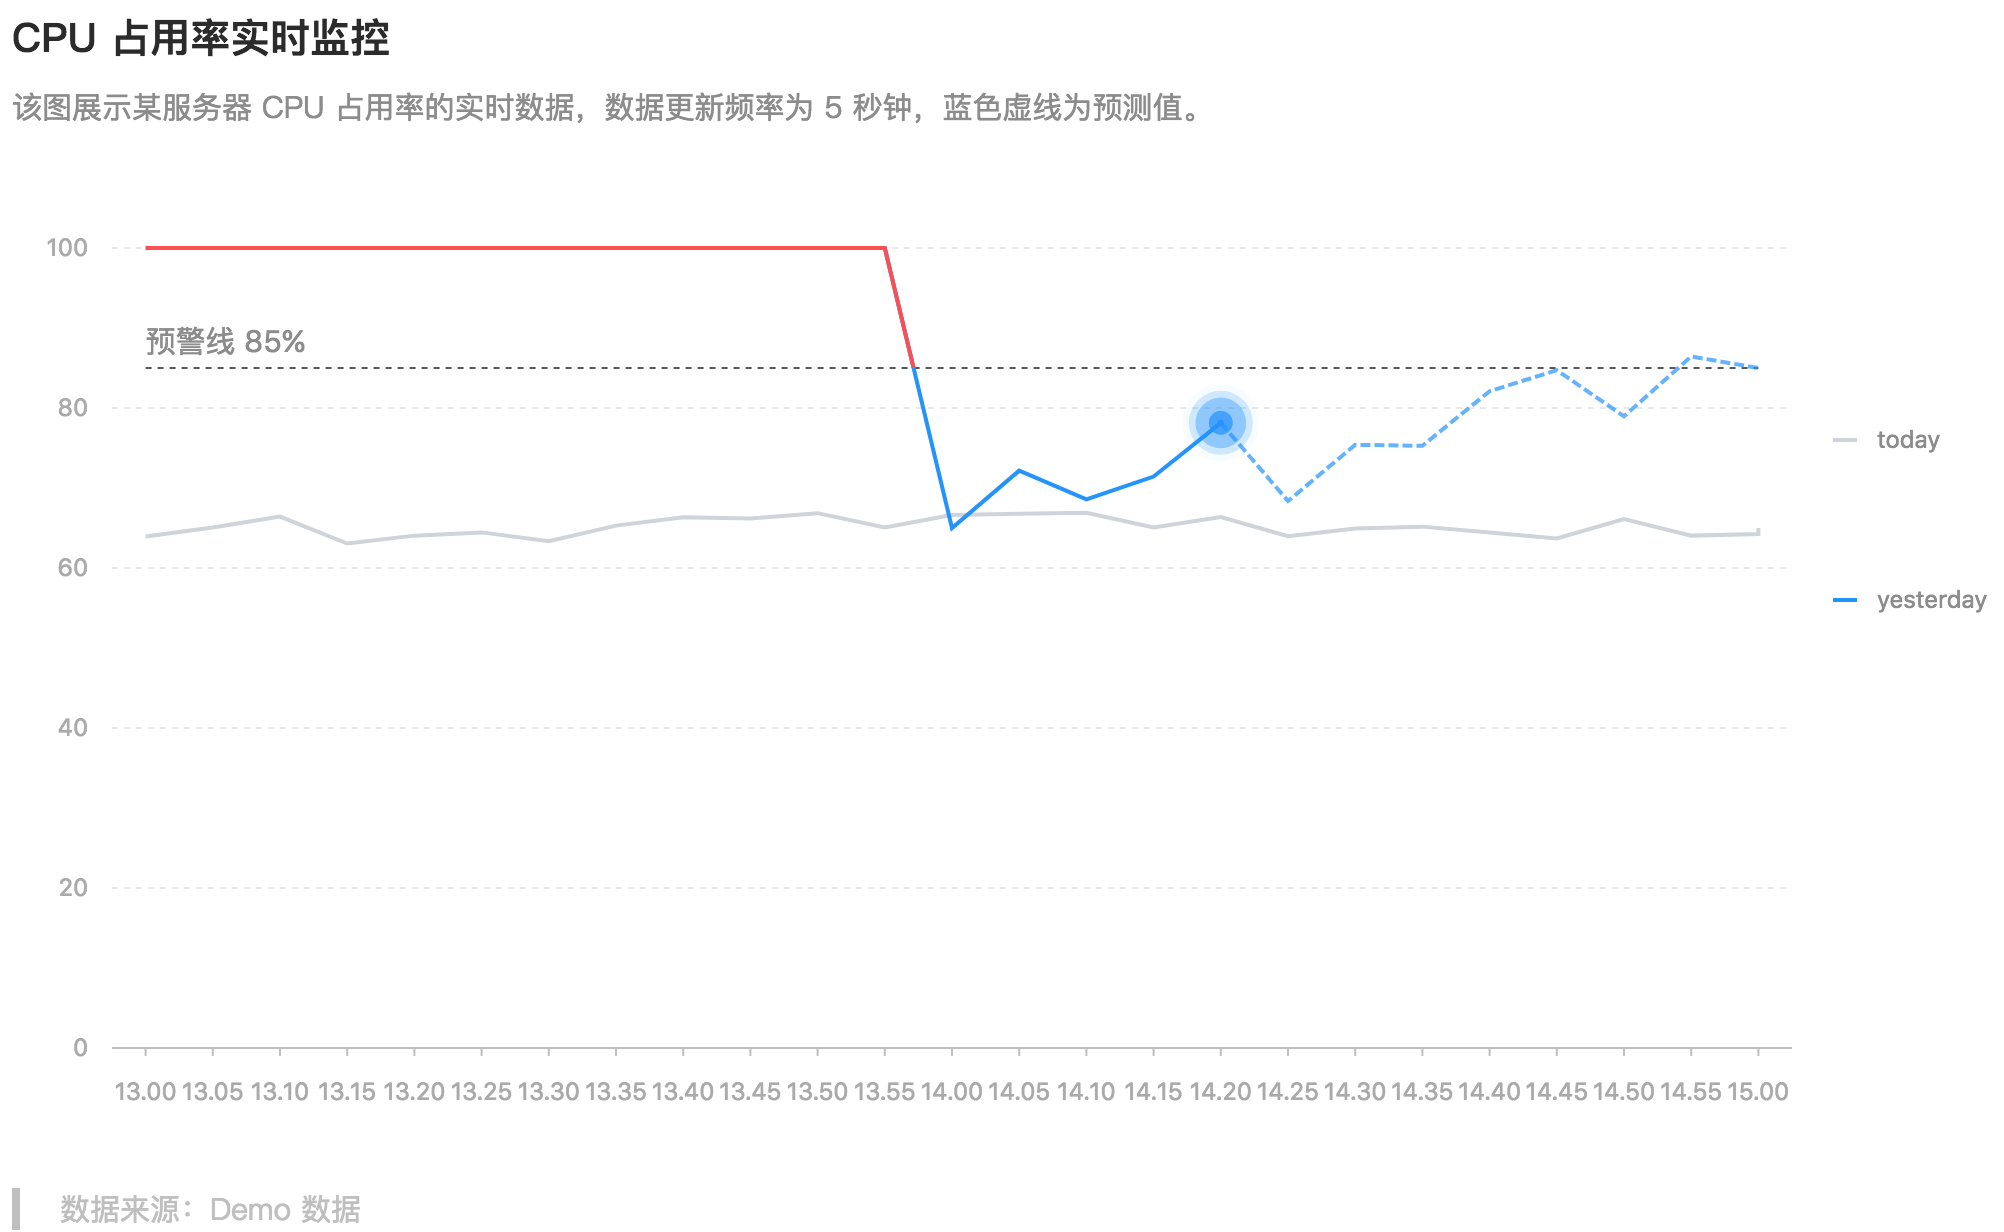 CPU 占用率实时监控
该图展示某服务器 CPU 占用率的实时数据，数据更新频率为 5 秒钟，蓝色虚线为预测值。
100
预警线 85%
80
today
60
yesterday
40
20
0
13.00 13.05 13.10 13.15 13.20 13.25 13.30 13.35 13.40 13.45 13.50 13.55 14.00 14.05 14.10 14.15 14.20 14.25 14.30 14.35 14.40 14.45 14.50 14.55 15.00
数据来源：Demo 数据